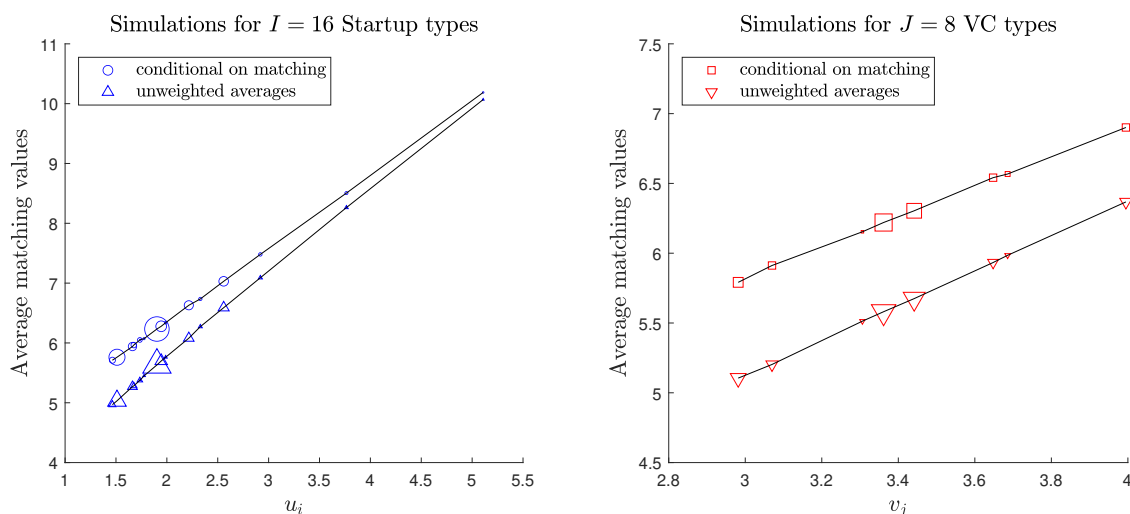 Simulations for I = 16 Startup types
11
10
9
8
7
6
5
4
Average matching values
conditional on matching
unweighted averages
1 1.5 2 2.5 3 3.5 4 4.5 5 5.5
u_i
Simulations for J = 8 VC types
7.5
7
6.5
6
5.5
5
4.5
Average matching values
conditional on matching
unweighted averages
2.8 3 3.2 3.4 3.6 3.8 4
v_j